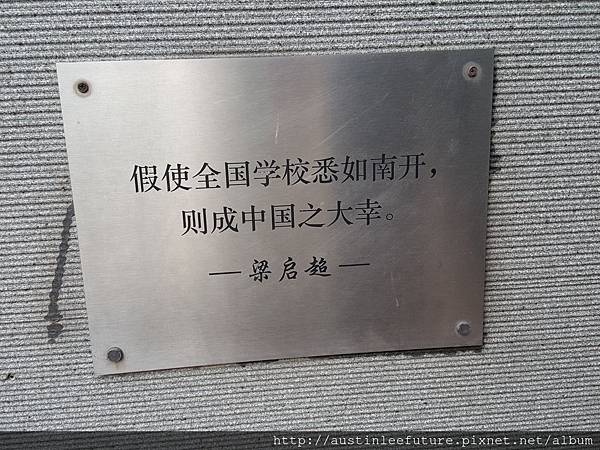 假使全国学校悉如南开，
则成中国之大幸。
— 梁启超 —
http://austinleefuture.pixnet.net/album